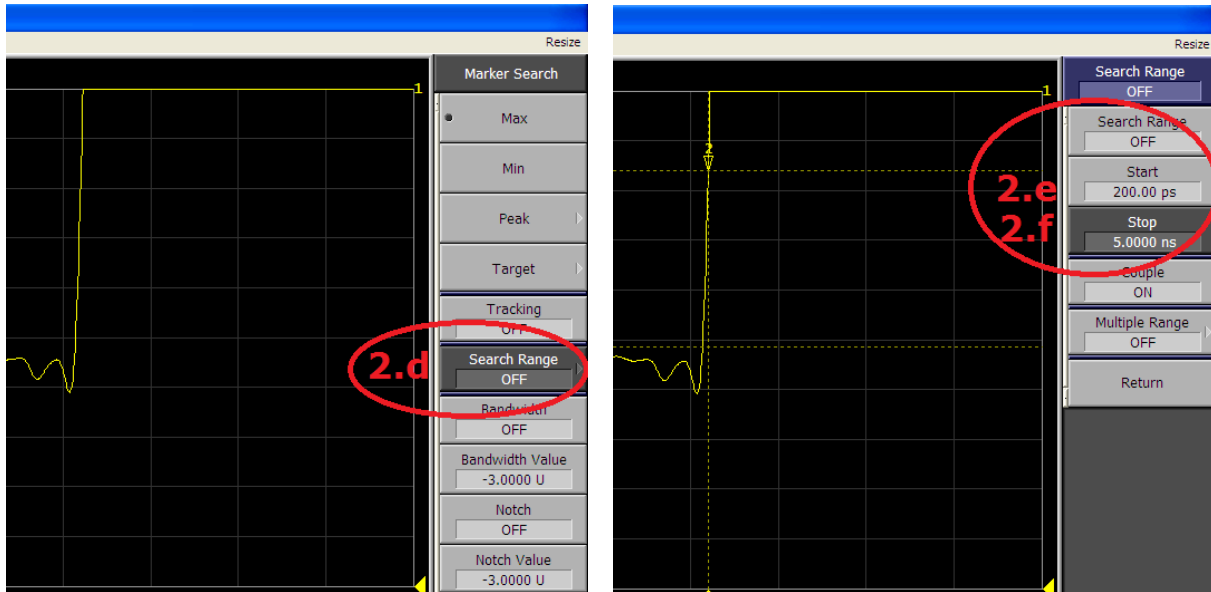 Resize
Marker Search
1
Max
Min
Peak
Target
Tracking
OFF
2.d
Search Range
OFF
Bandwidth
OFF
Bandwidth Value
-3.0000 U
Notch
OFF
Notch Value
-3.0000 U
Resize
Search Range
OFF
1
Search Range
OFF
2
Start
200.00 ps
2.e
2.f
Stop
5.0000 ns
Couple
ON
Multiple Range
OFF
Return